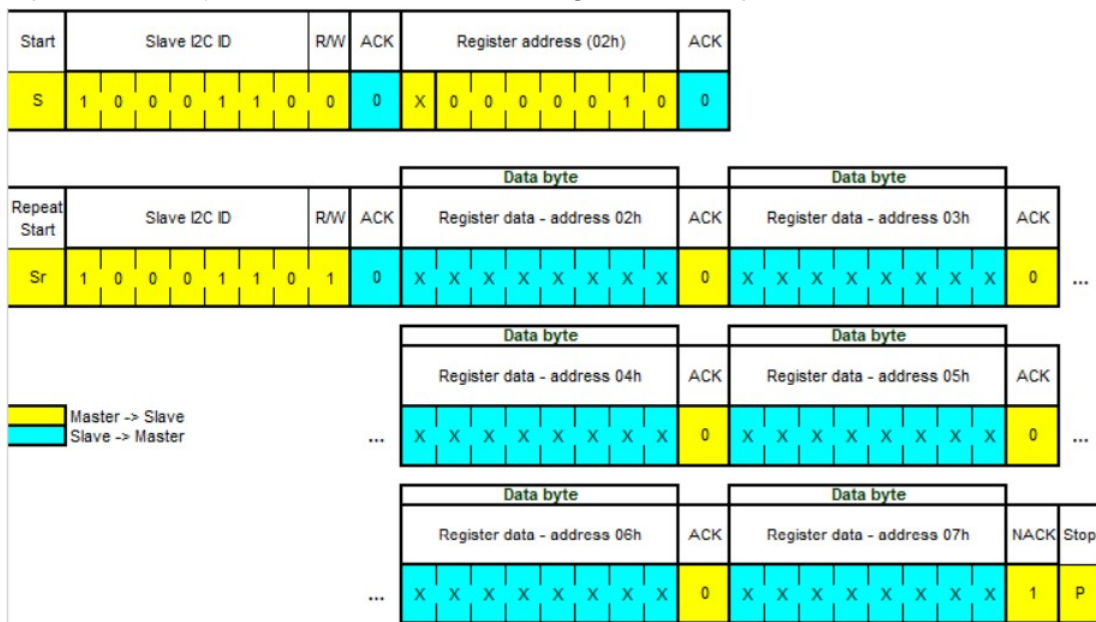 Start Slave I2C ID R/W ACK Register address (02h) ACK
S 1 0 0 0 1 1 0 0 0 X 0 0 0 0 0 1 0 0
Data byte Data byte
Repeat Start Slave I2C ID R/W ACK Register data - address 02h ACK Register data - address 03h ACK
Sr 1 0 0 0 1 1 0 1 0 X X X X X X X X 0 X X X X X X X X 0 ...
Data byte Data byte
Register data - address 04h ACK Register data - address 05h ACK
Master -> Slave
Slave -> Master
... X X X X X X X X 0 X X X X X X X X 0 ...
Data byte Data byte
Register data - address 06h ACK Register data - address 07h NACK Stop
... X X X X X X X X 0 X X X X X X X X 1 P